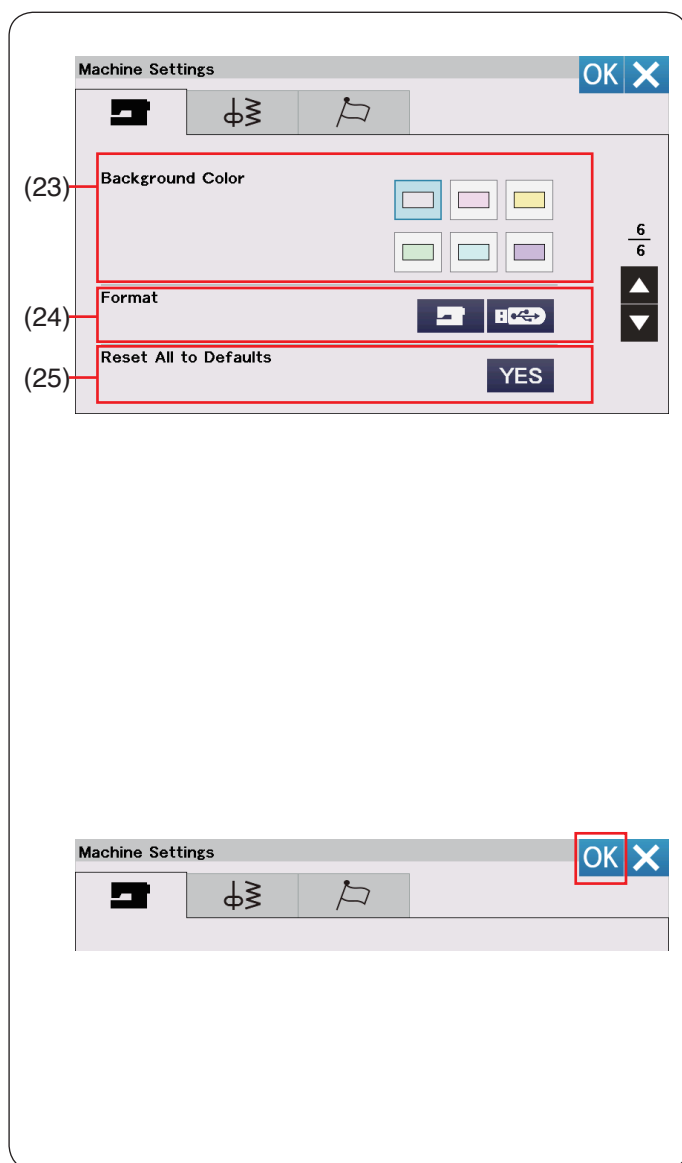 Machine Settings
OK
(23)
Background Color
6
6
(24)
Format
(25)
Reset All to Defaults
YES
Machine Settings
OK